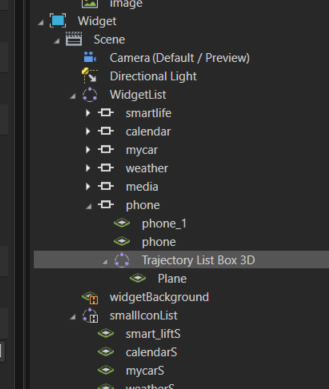 image
Widget
Scene
Camera (Default / Preview)
Directional Light
WidgetList
smartlife
calendar
mycar
weather
media
phone
phone_1
phone
Trajectory List Box 3D
Plane
widgetBackground
smallIconList
smart_liftS
calendarS
mycarS
weatherS